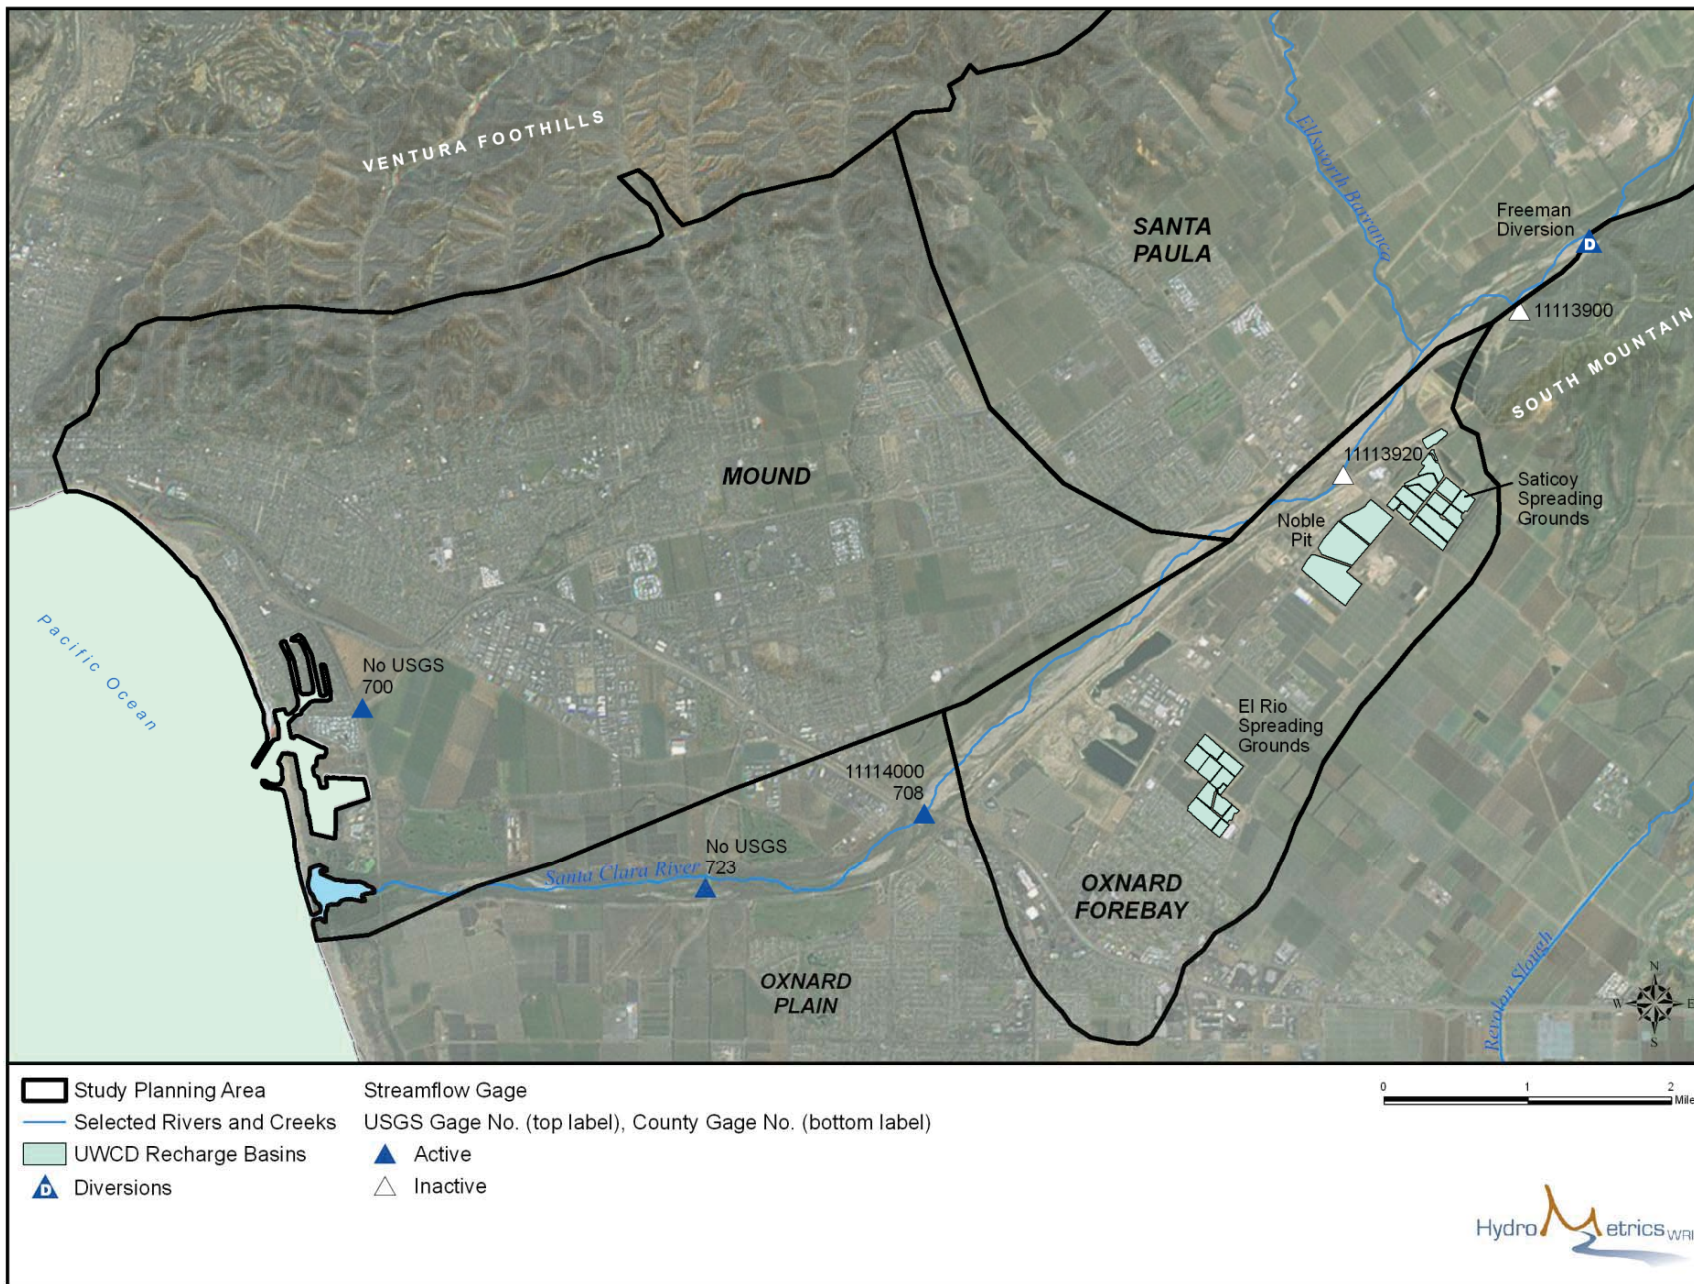 VENTURA FOOTHILLS
Ellsworth Barranca
SANTA
PAULA
Freeman
Diversion
D
11113900
SOUTH MOUNTAIN
MOUND
11113920
Saticoy
Spreading
Grounds
Noble
Pit
Pacific Ocean
No USGS
700
El Rio
Spreading
Grounds
11114000
708
No USGS
723
Santa Clara River
OXNARD
FOREBAY
OXNARD
PLAIN
Revolon Slough
N
W E
S
Study Planning Area
Selected Rivers and Creeks
UWCD Recharge Basins
D Diversions
Streamflow Gage
USGS Gage No. (top label), County Gage No. (bottom label)
Active
Inactive
0 1 2
Mile
HydroMetrics WRI